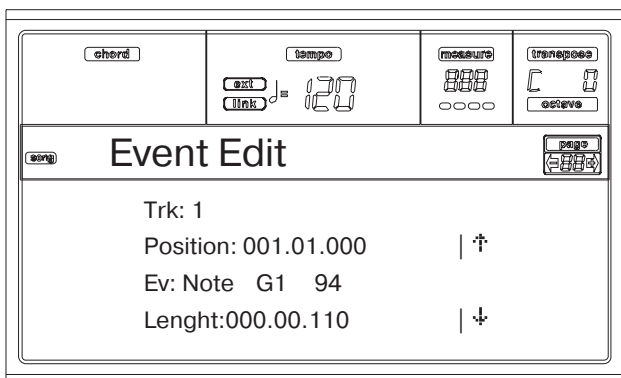 chord tempo measure transpose
ext link = 120 888 C 0
octave
song Event Edit page
88
Trk: 1
Position: 001.01.000
Ev: Note G1 94
Lenght:000.00.110